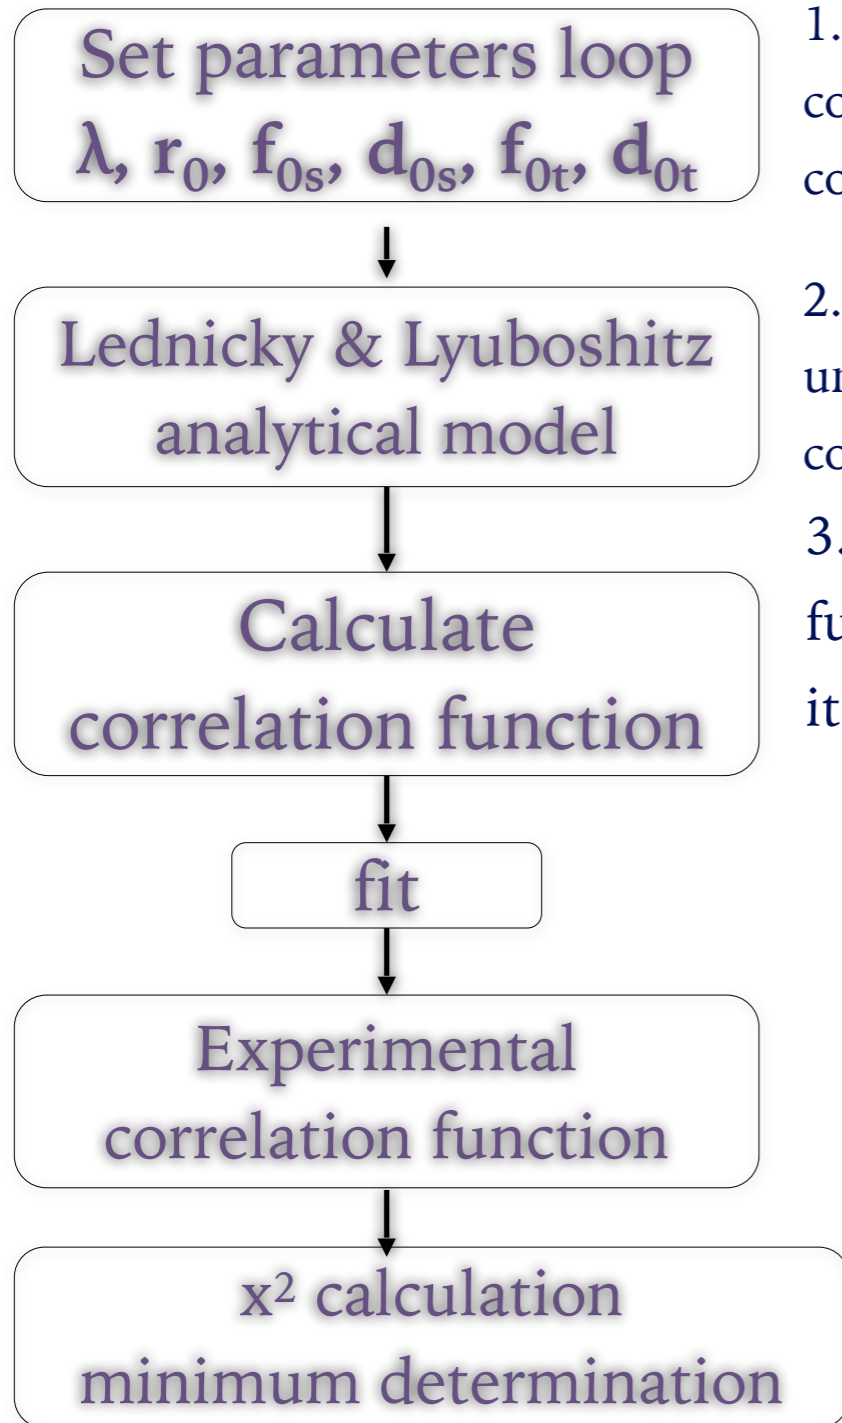 Set parameters loop
λ, r₀, f₀ₛ, d₀ₛ, f₀ₜ, d₀ₜ
Lednicky & Lyuboshitz
analytical model
Calculate
correlation function
fit
Experimental
correlation function
x² calculation
minimum determination
1.
2.
3.
it